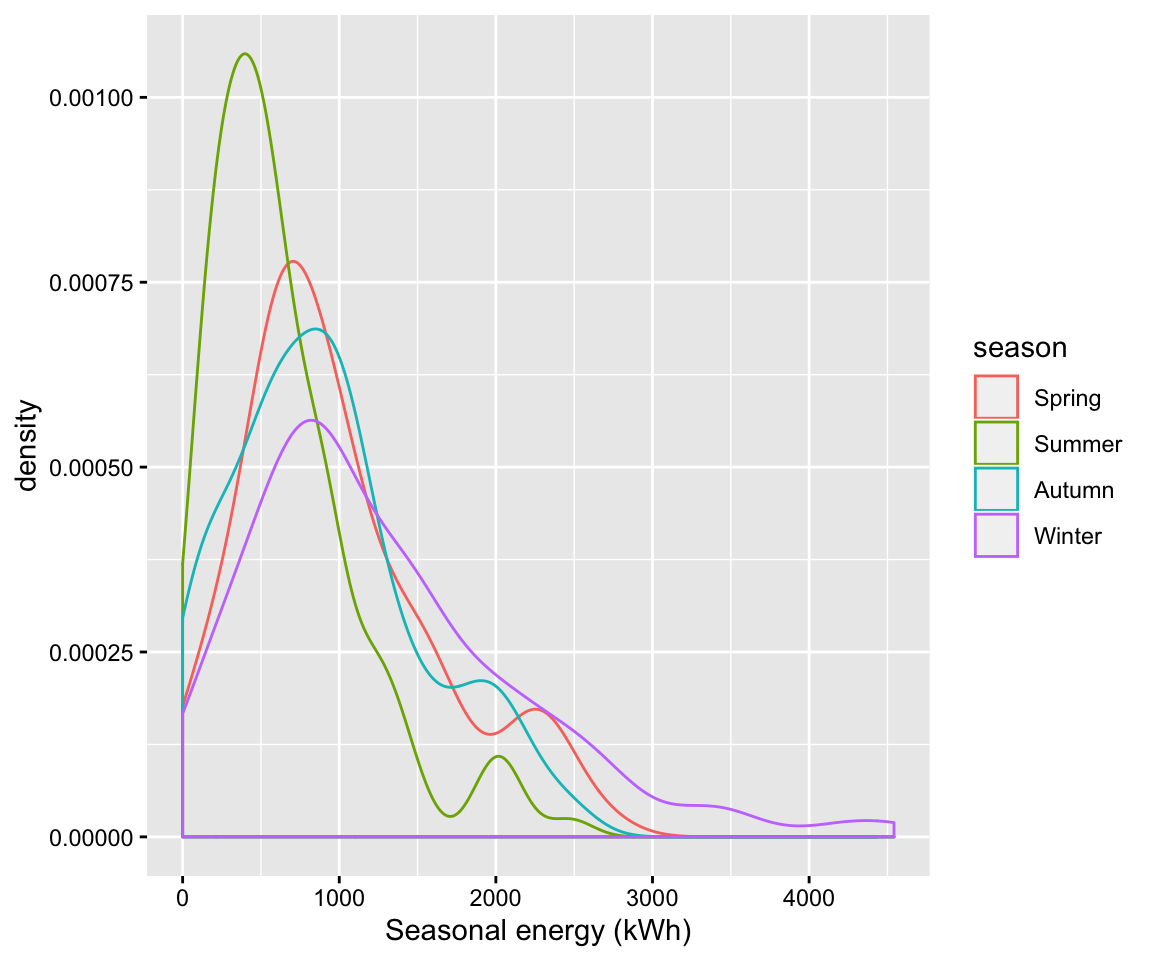 0.00100
0.00075
0.00050
0.00025
0.00000
density
0
1000
2000
3000
4000
Seasonal energy (kWh)
season
Spring
Summer
Autumn
Winter